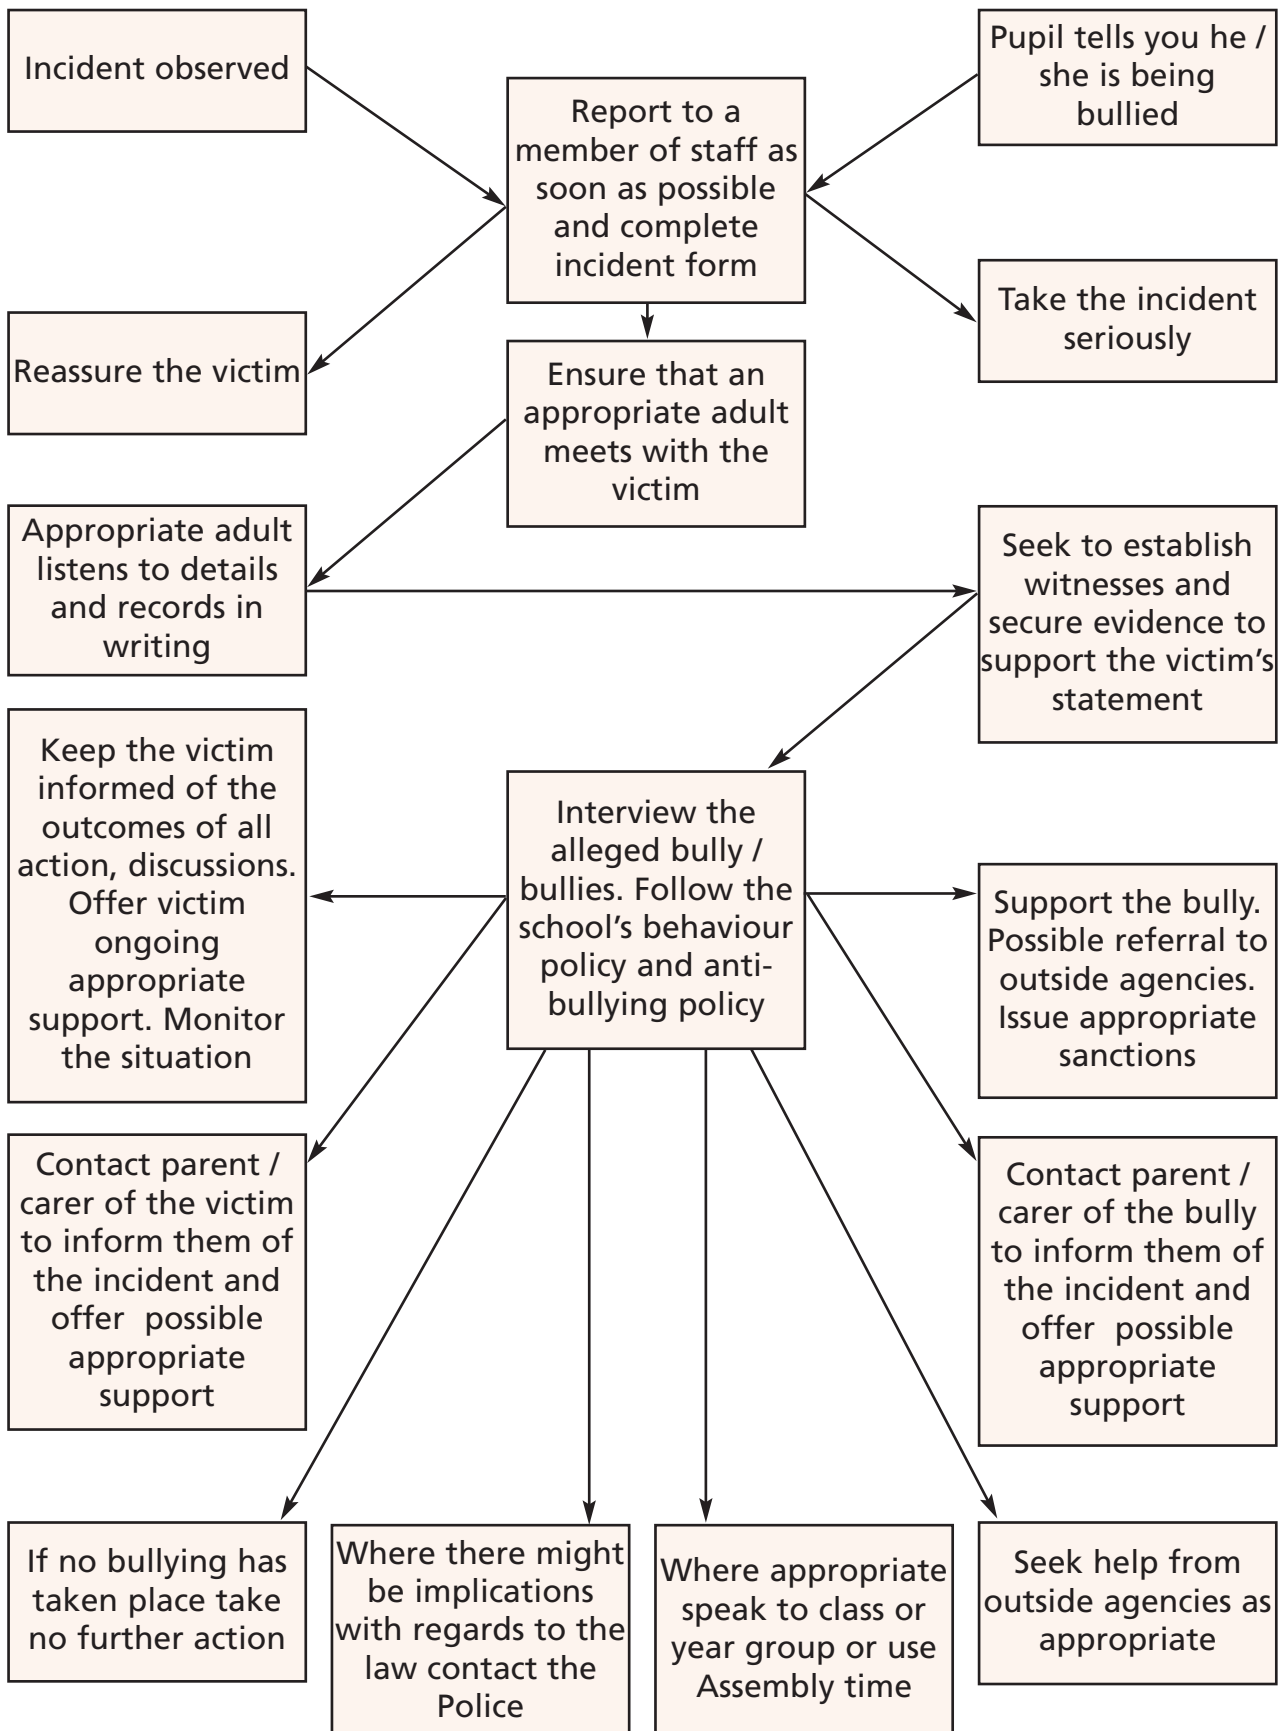 Incident observed
Pupil tells you he /
she is being
bullied
Report to a
member of staff as
soon as possible
and complete
incident form
Take the incident
seriously
Reassure the victim
Ensure that an
appropriate adult
meets with the
victim
Appropriate adult
listens to details
and records in
writing
Seek to establish
witnesses and
secure evidence to
support the victim's
statement
Keep the victim
informed of the
outcomes of all
action, discussions.
Offer victim
ongoing
appropriate
support. Monitor
the situation
Interview the
alleged bully /
bullies. Follow the
school's behaviour
policy and anti-
bullying policy
Support the bully.
Possible referral to
outside agencies.
Issue appropriate
sanctions
Contact parent /
carer of the victim
to inform them of
the incident and
offer  possible
appropriate
support
Contact parent /
carer of the bully
to inform them of
the incident and
offer  possible
appropriate
support
If no bullying has
taken place take
no further action
Where there might
be implications
with regards to the
law contact the
Police
Where appropriate
speak to class or
year group or use
Assembly time
Seek help from
outside agencies as
appropriate